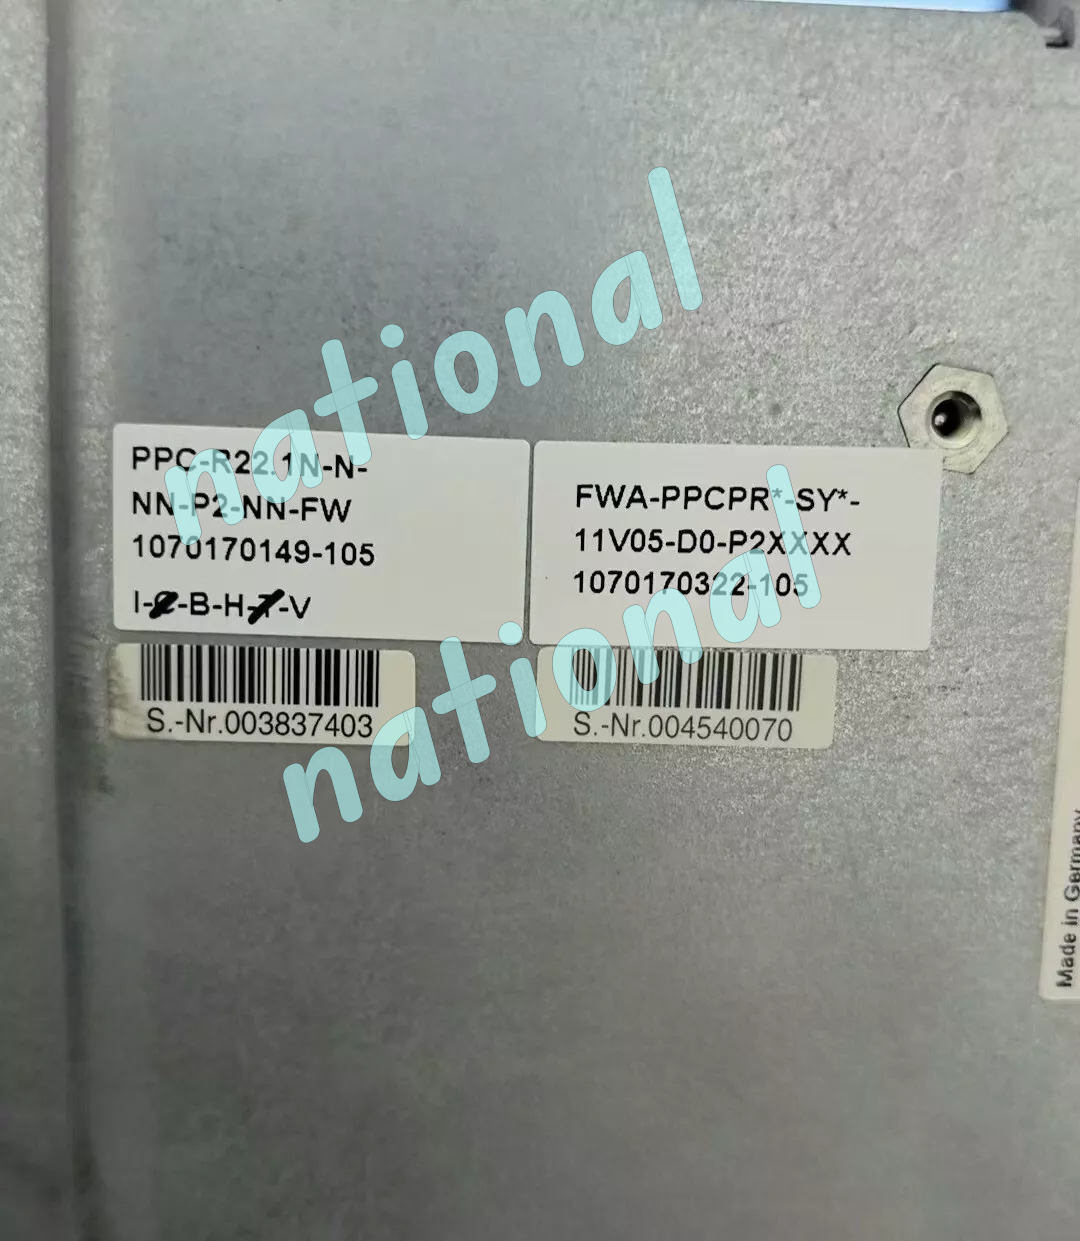 national
PPC-R22.1N-N-
NN-P2-NN-FW
1070170149-105
I- -B-H- -V
FWA-PPCPR*-SY*-
11V05-D0-P2XXXX
1070170322-105
S.-Nr.003837403
S.-Nr.004540070
national
Made in Germany